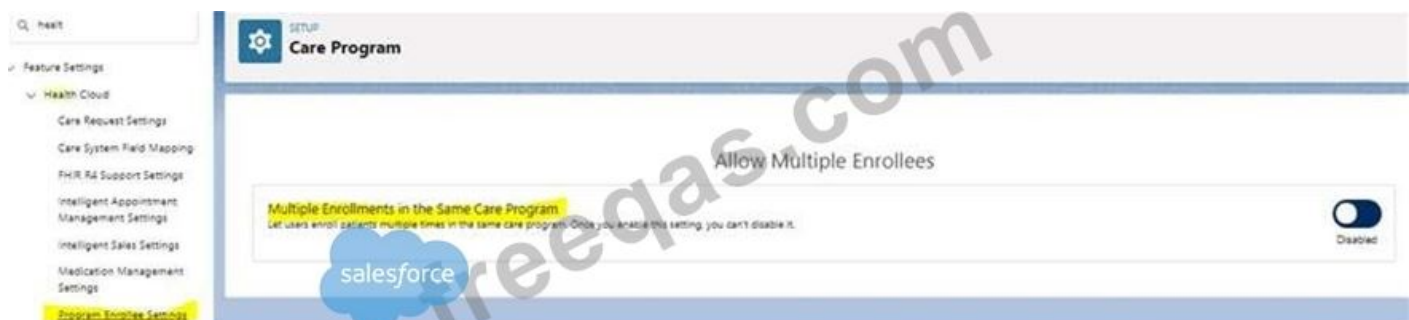 healt
Feature Settings
Health Cloud
Care Request Settings
Care System Field Mapping
FHIR R4 Support Settings
Intelligent Appointment
Management Settings
Intelligent Sales Settings
Medication Management
Settings
Program Enrollee Settings
SETUP
Care Program
Allow Multiple Enrollees
Multiple Enrollments in the Same Care Program
Let users enroll patients multiple times in the same care program. Once you enable this setting, you can't disable it.
Disabled
salesforce
freeqas.com